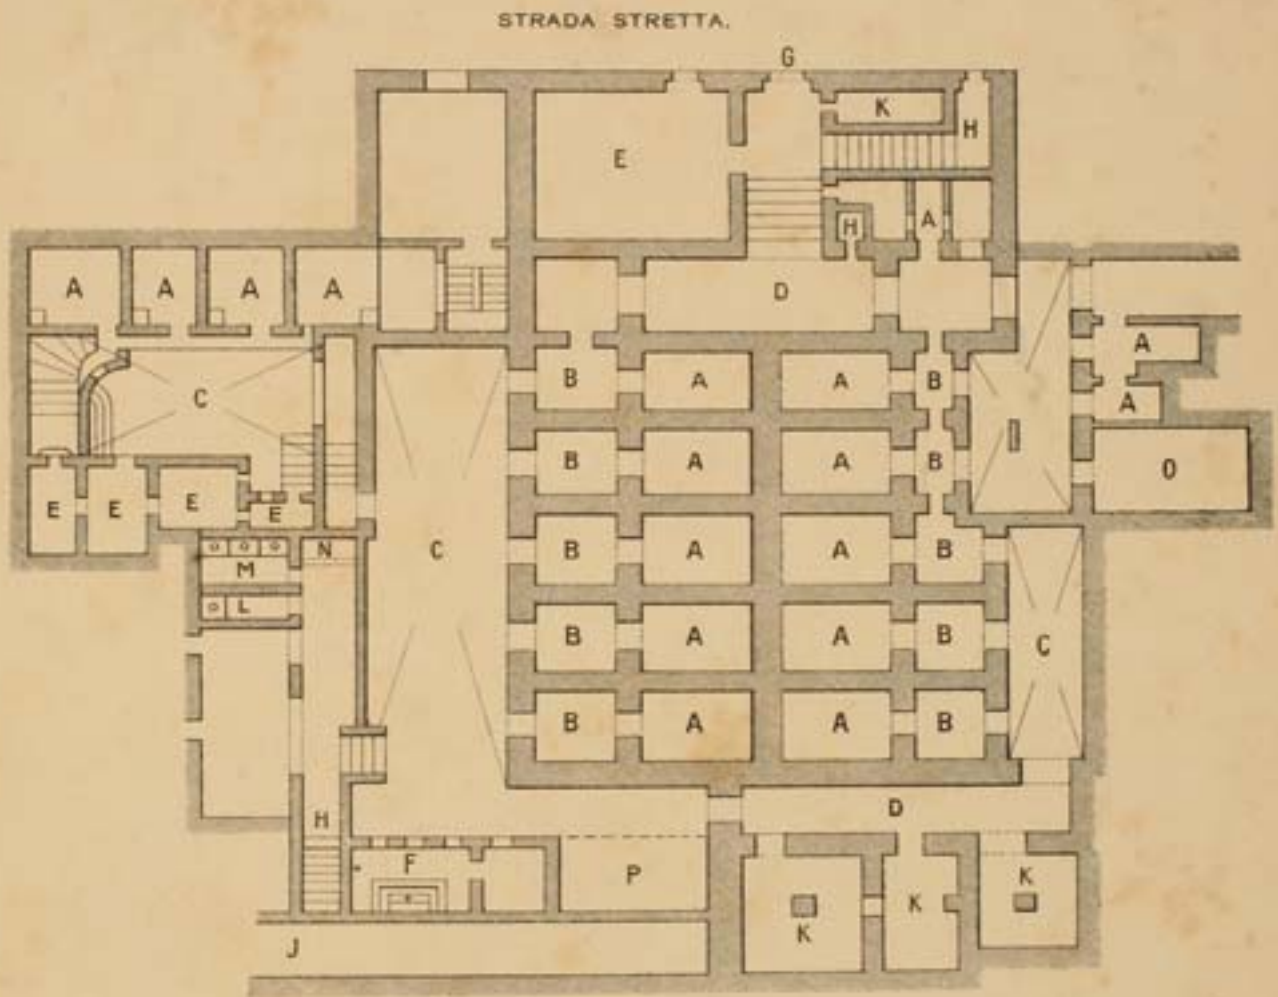 STRADA STRETTA.
G
K
H
E
H A
A A A A
D
A
B A A B
A
C
B A A B O
E E E E
N
C B A A B
M
L
B A A B C
B A A B
D
H
F
P K
K K
J